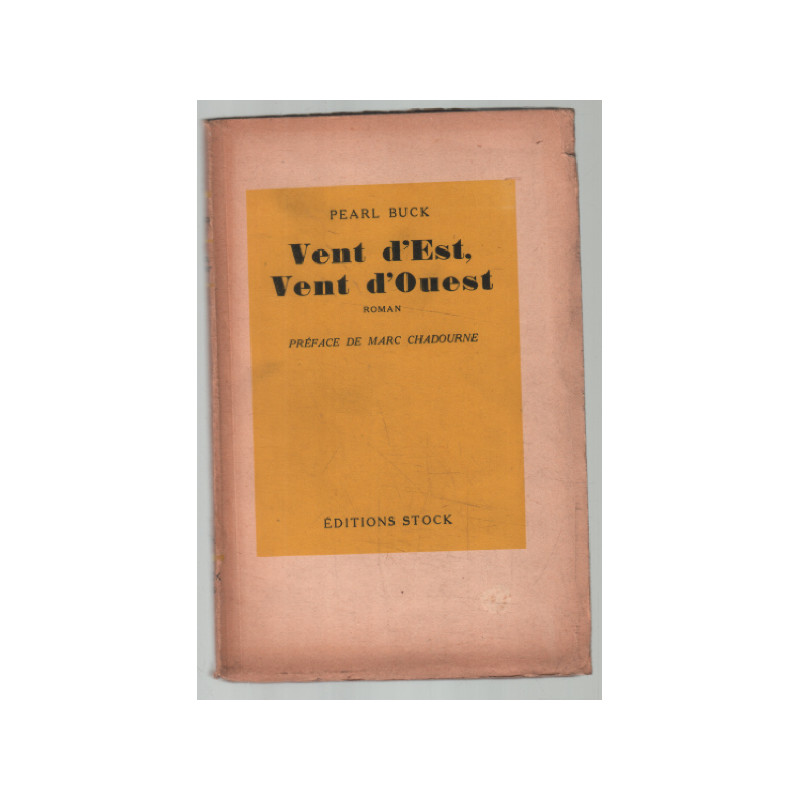 PEARL BUCK
Vent d'Est,
Vent d'Ouest
ROMAN
PRÉFACE DE MARC CHADOURNE
ÉDITIONS STOCK